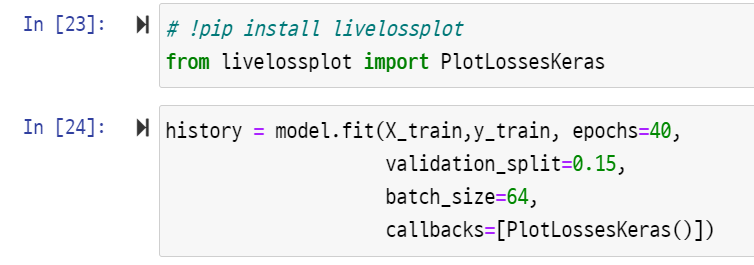 In [23]:
# !pip install livelossplot
from livelossplot import PlotLossesKeras
In [24]:
history = model.fit(X_train,y_train, epochs=40,
validation_split=0.15,
batch_size=64,
callbacks=[PlotLossesKeras()])